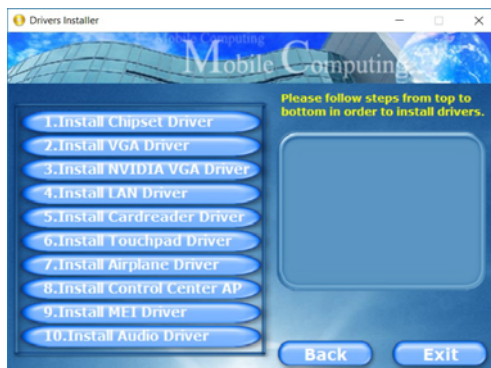 Drivers Installer
Mobile Computing
Mobile Computing
Please follow steps from top to
bottom in order to install drivers.
1.Install Chipset Driver
2.Install VGA Driver
3.Install NVIDIA VGA Driver
4.Install LAN Driver
5.Install Cardreader Driver
6.Install Touchpad Driver
7.Install Airplane Driver
8.Install Control Center AP
9.Install MEI Driver
10.Install Audio Driver
Back
Exit